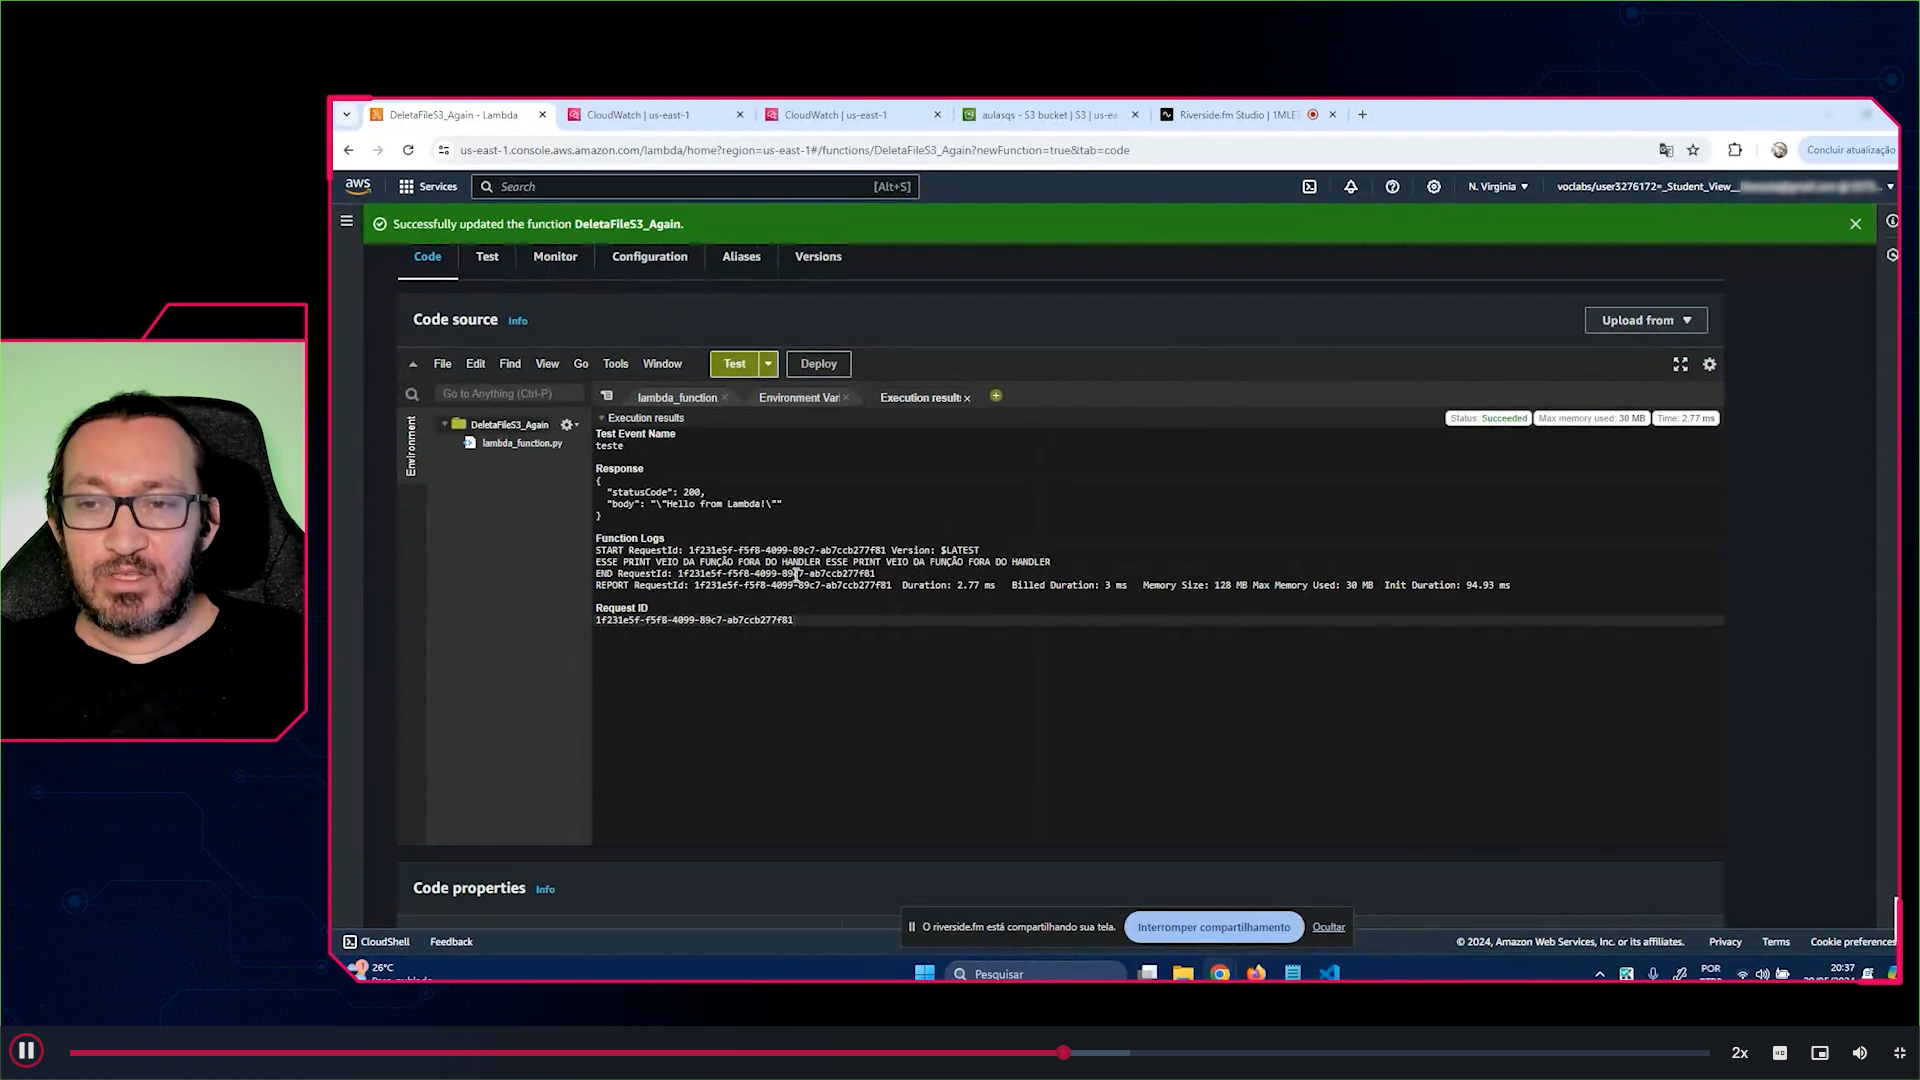 DeletaFileS3_Again - Lambda
CloudWatch | us-east-1
CloudWatch | us-east-1
aulasqs - S3 bucket | S3 | us-ea
Riverside.fm Studio | 1MLE
us-east-1.console.aws.amazon.com/lambda/home?region=us-east-1#/functions/DeletaFileS3_Again?newFunction=true&tab=code
Concluir atualização
aws
Services
Search
[Alt+S]
N. Virginia
voclabs/user3276172=_Student_View_
Successfully updated the function DeletaFileS3_Again.
Code
Test
Monitor
Configuration
Aliases
Versions
Code source
Info
Upload from
File
Edit
Find
View
Go
Tools
Window
Test
Deploy
Go to Anything (Ctrl-P)
lambda_function
Environment Var
Execution results
Environment
DeletaFileS3_Again
lambda_function.py
Execution results
Status: Succeeded
Max memory used: 30 MB
Time: 2.77 ms
Test Event Name
teste
Response
{
"statusCode": 200,
"body": "\"Hello from Lambda!\""
}
Function Logs
START RequestId: 1f231e5f-f5f8-4099-89c7-ab7ccb277f81 Version: $LATEST
ESSE PRINT VEIO DA FUNÇÃO FORA DO HANDLER ESSE PRINT VEIO DA FUNÇÃO FORA DO HANDLER
END RequestId: 1f231e5f-f5f8-4099-89c7-ab7ccb277f81
REPORT RequestId: 1f231e5f-f5f8-4099-89c7-ab7ccb277f81 Duration: 2.77 ms Billed Duration: 3 ms Memory Size: 128 MB Max Memory Used: 30 MB Init Duration: 94.93 ms
Request ID
1f231e5f-f5f8-4099-89c7-ab7ccb277f81
Code properties
Info
O riverside.fm está compartilhando sua tela.
Interromper compartilhamento
Ocultar
CloudShell
Feedback
© 2024, Amazon Web Services, Inc. or its affiliates.
Privacy
Terms
Cookie preferences
26°C
Pesquisar
POR
20:37
2x
HD